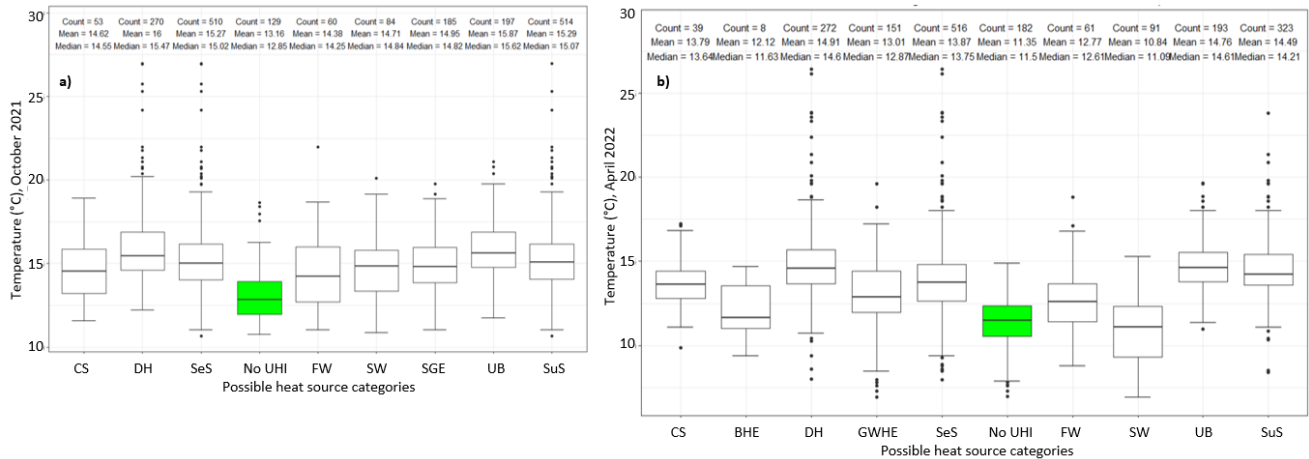 Count = 53 Count = 270 Count = 510 Count = 129 Count = 60 Count = 84 Count = 185 Count = 197 Count = 514
Mean = 14.62 Mean = 16 Mean = 15.27 Mean = 13.16 Mean = 14.38 Mean = 14.71 Mean = 14.95 Mean = 15.87 Mean = 15.29
Median = 14.55 Median = 15.47 Median = 15.02 Median = 12.85 Median = 14.25 Median = 14.84 Median = 14.82 Median = 15.62 Median = 15.07
a)
Temperature (°C), October 2021
30
25
20
15
10
CS DH SeS No UHI FW SW SGE UB SuS
Possible heat source categories
Count = 39 Count = 8 Count = 272 Count = 151 Count = 516 Count = 182 Count = 61 Count = 91 Count = 193 Count = 323
Mean = 13.79 Mean = 12.12 Mean = 14.91 Mean = 13.01 Mean = 13.87 Mean = 11.35 Mean = 12.77 Mean = 10.84 Mean = 14.76 Mean = 14.49
Median = 13.64 Median = 11.63 Median = 14.6 Median = 12.87 Median = 13.75 Median = 11.5 Median = 12.61 Median = 11.09 Median = 14.61 Median = 14.21
b)
Temperature (°C), April 2022
30
25
20
15
10
CS BHE DH GWHE SeS No UHI FW SW UB SuS
Possible heat source categories